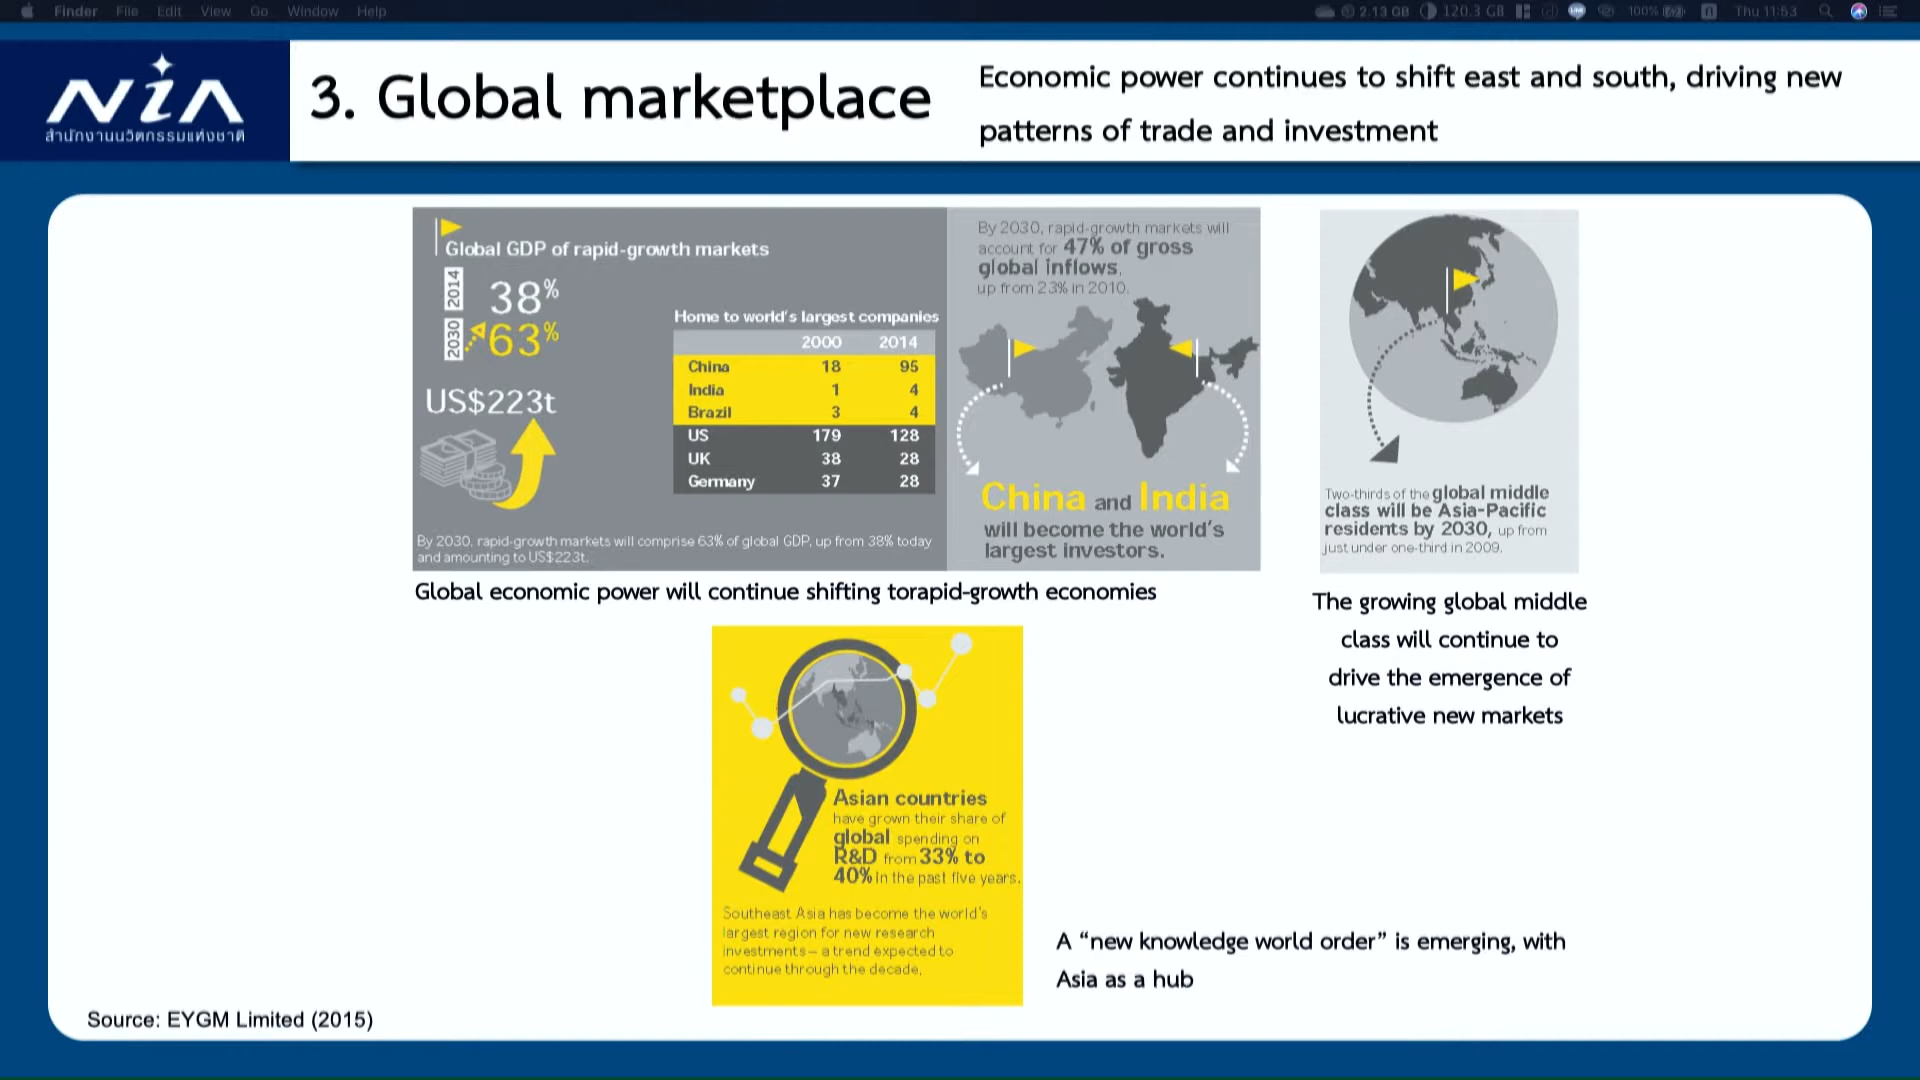 Finder File Edit View Go Window Help
2.13 GB 120.3 GB 100% Thu 11:53
NiA
สำนักงานนวัตกรรมแห่งชาติ
3. Global marketplace
Economic power continues to shift east and south, driving new
patterns of trade and investment
Global GDP of rapid-growth markets
2014 38%
2030 63%
US$223t
Home to world's largest companies
2000 2014
China 18 95
India 1 4
Brazil 3 4
US 179 128
UK 38 28
Germany 37 28
By 2030, rapid-growth markets will comprise 63% of global GDP, up from 38% today
and amounting to US$223t.
By 2030, rapid-growth markets will
account for 47% of gross
global inflows,
up from 23% in 2010.
China and India
will become the world's
largest investors.
Global economic power will continue shifting torapid-growth economies
Two-thirds of the global middle
class will be Asia-Pacific
residents by 2030, up from
just under one-third in 2009.
The growing global middle
class will continue to
drive the emergence of
lucrative new markets
Asian countries
have grown their share of
global spending on
R&D from 33% to
40% in the past five years.
Southeast Asia has become the world's
largest region for new research
investments – a trend expected to
continue through the decade.
A “new knowledge world order” is emerging, with
Asia as a hub
Source: EYGM Limited (2015)